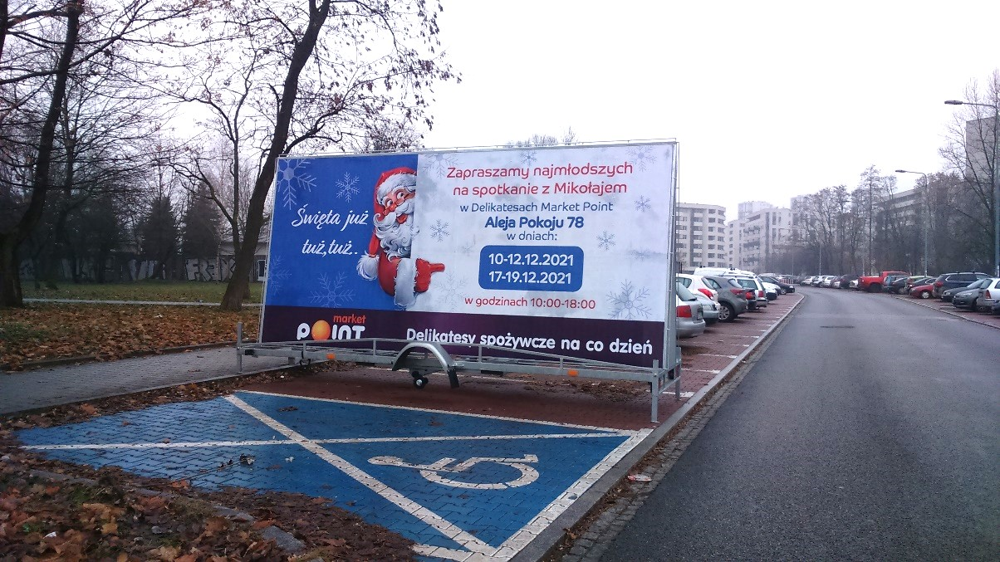 Święta już
tuż,tuż..
Zapraszamy najmłodszych
na spotkanie z Mikołajem
w Delikatesach Market Point
Aleja Pokoju 78
w dniach:
10-12.12.2021
17-19.12.2021
w godzinach 10:00-18:00
market
POINT
Delikatesy spożywcze na co dzień